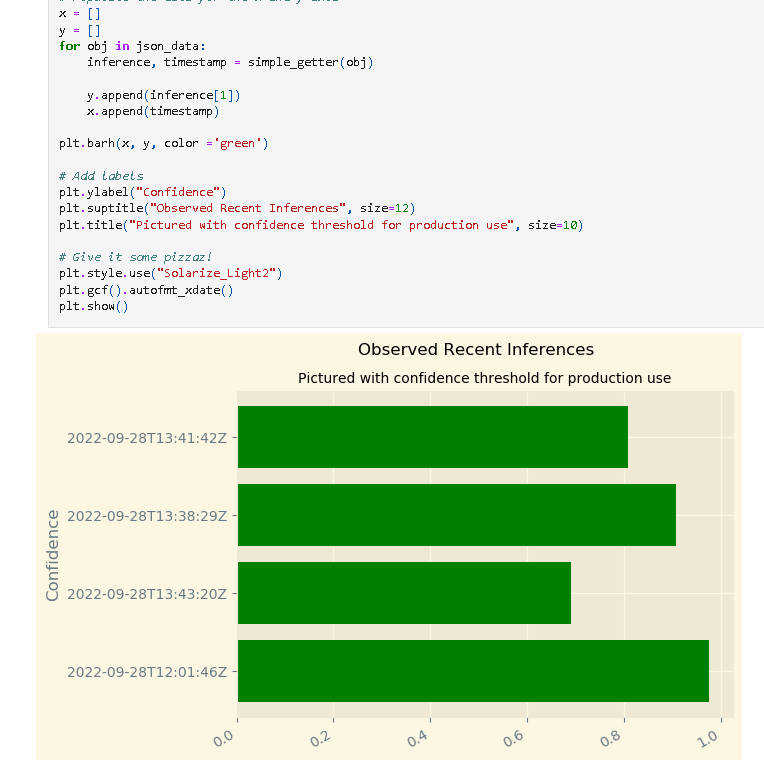 x = []
y = []
for obj in json_data:
inference, timestamp = simple_getter(obj)
y.append(inference[1])
x.append(timestamp)
plt.barh(x, y, color ='green')
# Add labels
plt.ylabel("Confidence")
plt.suptitle("Observed Recent Inferences", size=12)
plt.title("Pictured with confidence threshold for production use", size=10)
# Give it some pizzaz!
plt.style.use("Solarize_Light2")
plt.gcf().autofmt_xdate()
plt.show()
Observed Recent Inferences
Pictured with confidence threshold for production use
2022-09-28T13:41:42Z
2022-09-28T13:38:29Z
2022-09-28T13:43:20Z
2022-09-28T12:01:46Z
Confidence
0.0 0.2 0.4 0.6 0.8 1.0